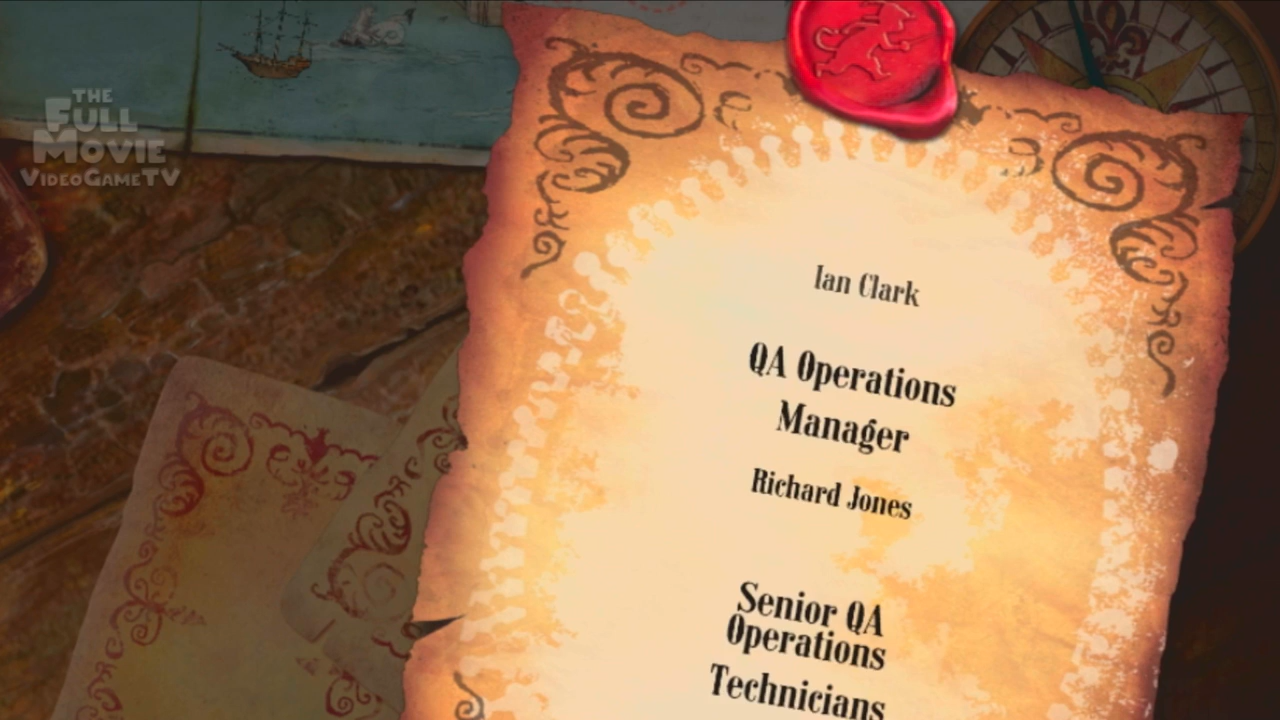 THE
FULL
MOVIE
VIDEOGAMETV
Ian Clark
QA Operations
Manager
Richard Jones
Senior QA
Operations
Technicians